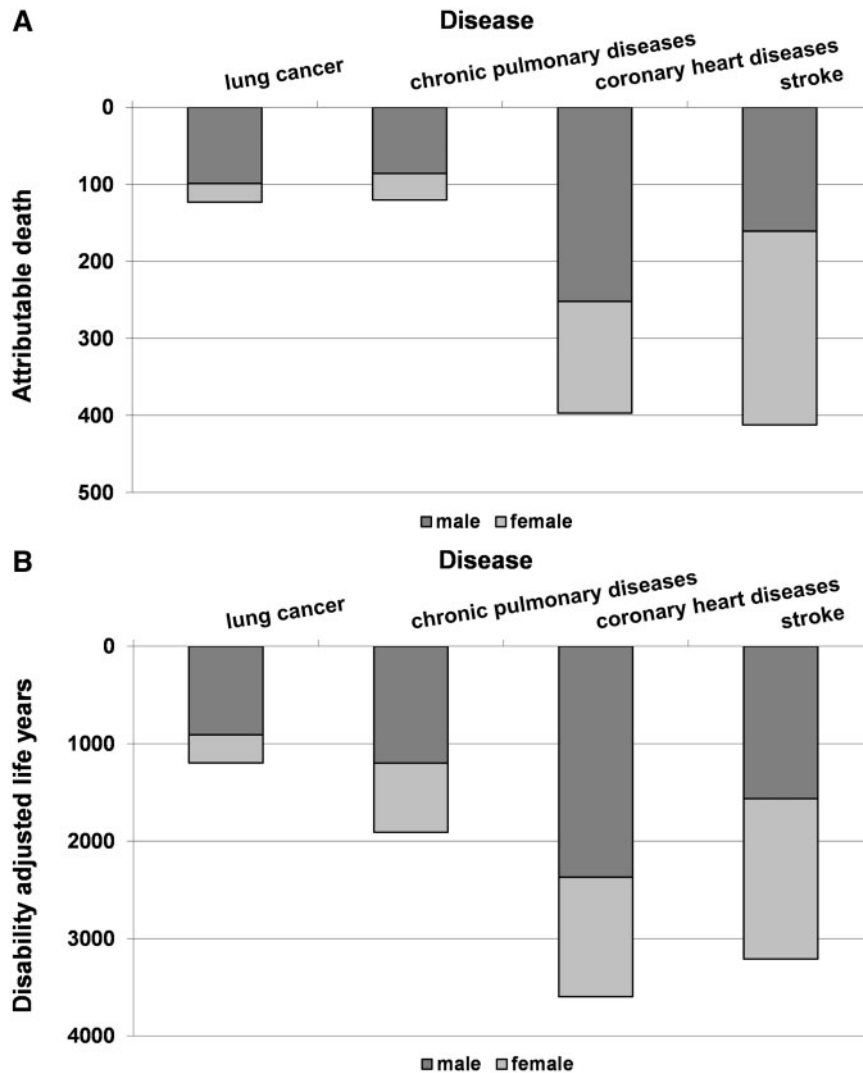 A
Disease
lung cancer
chronic pulmonary diseases
coronary heart diseases
stroke
Attributable death
0
100
200
300
400
500
male female
B
Disease
lung cancer
chronic pulmonary diseases
coronary heart diseases
stroke
Disability adjusted life years
0
1000
2000
3000
4000
male female